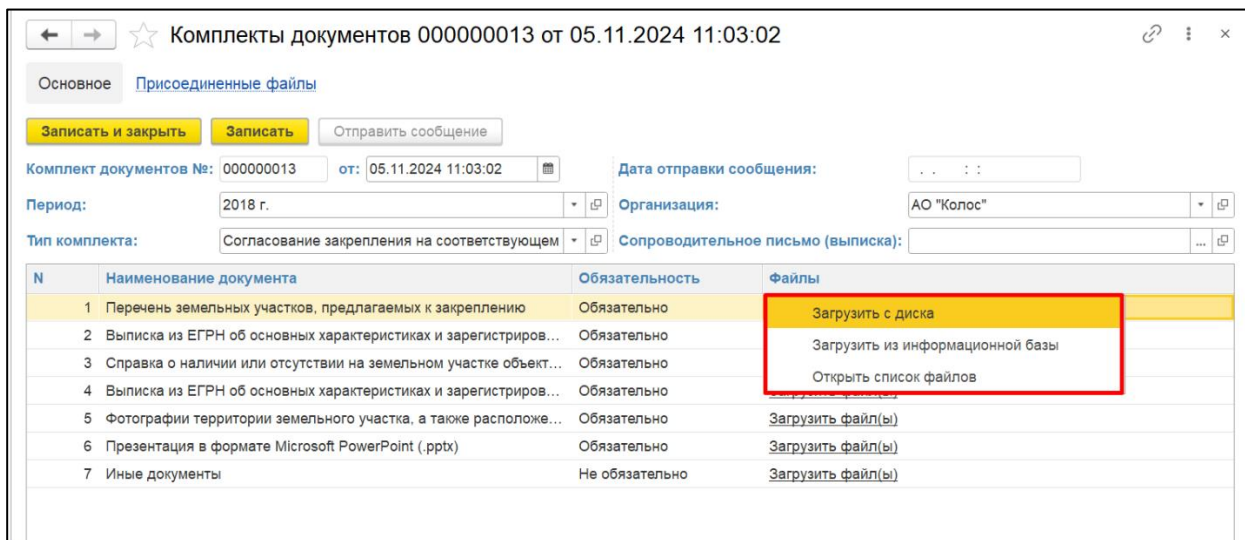 Комплекты документов 000000013 от 05.11.2024 11:03:02
Основное Присоединенные файлы
Записать и закрыть Записать Отправить сообщение
Комплект документов №: 000000013 от: 05.11.2024 11:03:02 Дата отправки сообщения: . . : :
Период: 2018 г. Организация: АО "Колос"
Тип комплекта: Согласование закрепления на соответствующем Сопроводительное письмо (выписка): ...
N Наименование документа Обязательность Файлы
1 Перечень земельных участков, предлагаемых к закреплению Обязательно
Загрузить с диска
2 Выписка из ЕГРН об основных характеристиках и зарегистриров... Обязательно
Загрузить из информационной базы
3 Справка о наличии или отсутствии на земельном участке объект... Обязательно
Открыть список файлов
4 Выписка из ЕГРН об основных характеристиках и зарегистриров... Обязательно
5 Фотографии территории земельного участка, а также расположе... Обязательно Загрузить файл(ы)
6 Презентация в формате Microsoft PowerPoint (.pptx) Обязательно Загрузить файл(ы)
7 Иные документы Не обязательно Загрузить файл(ы)